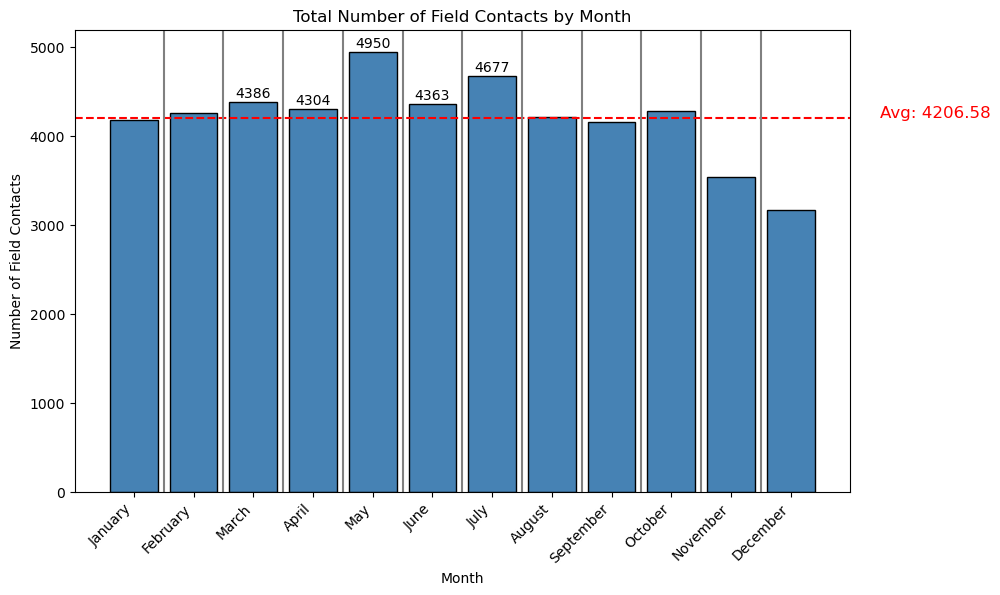 Total Number of Field Contacts by Month
Number of Field Contacts
5000
4000
3000
2000
1000
0
4386
4304
4950
4363
4677
Avg: 4206.58
January
February
March
April
May
June
July
August
September
October
November
December
Month